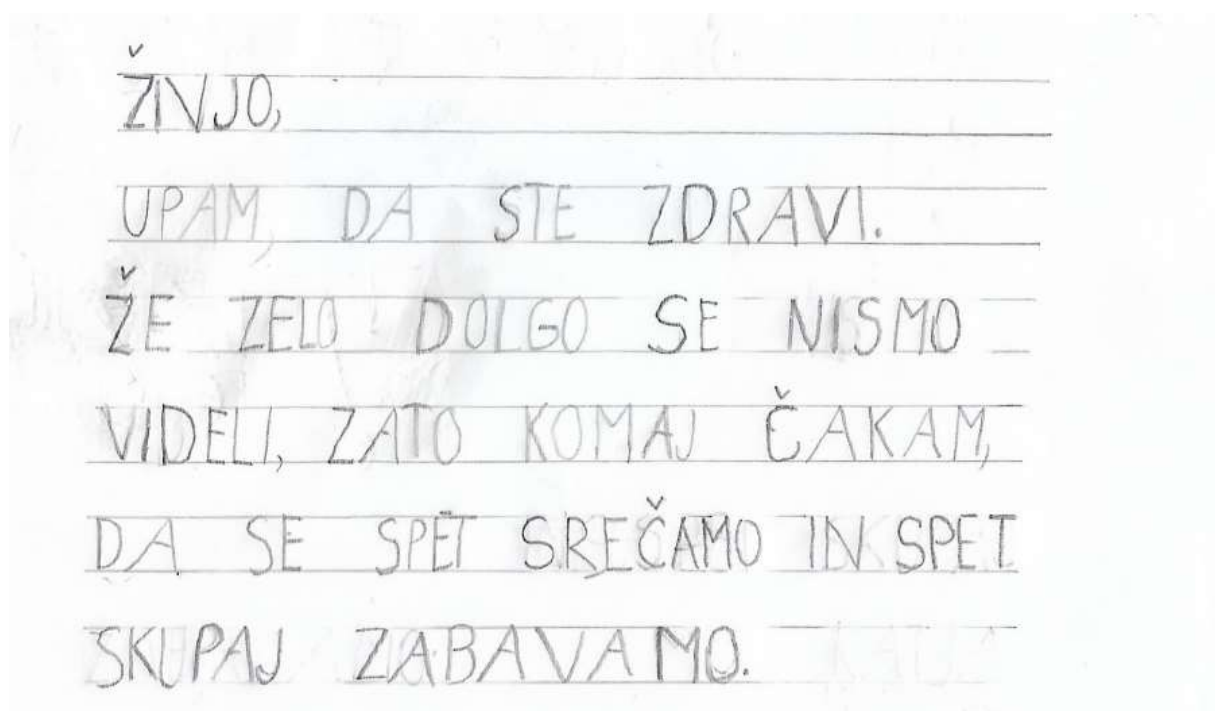 ŽIVJO,
UPAM, DA STE ZDRAVI.
ŽE ZELO DOLGO SE NISMO
VIDELI, ZATO KOMAJ ČAKAM,
DA SE SPET SREČAMO IN SPET
SKUPAJ ZABAVAMO.